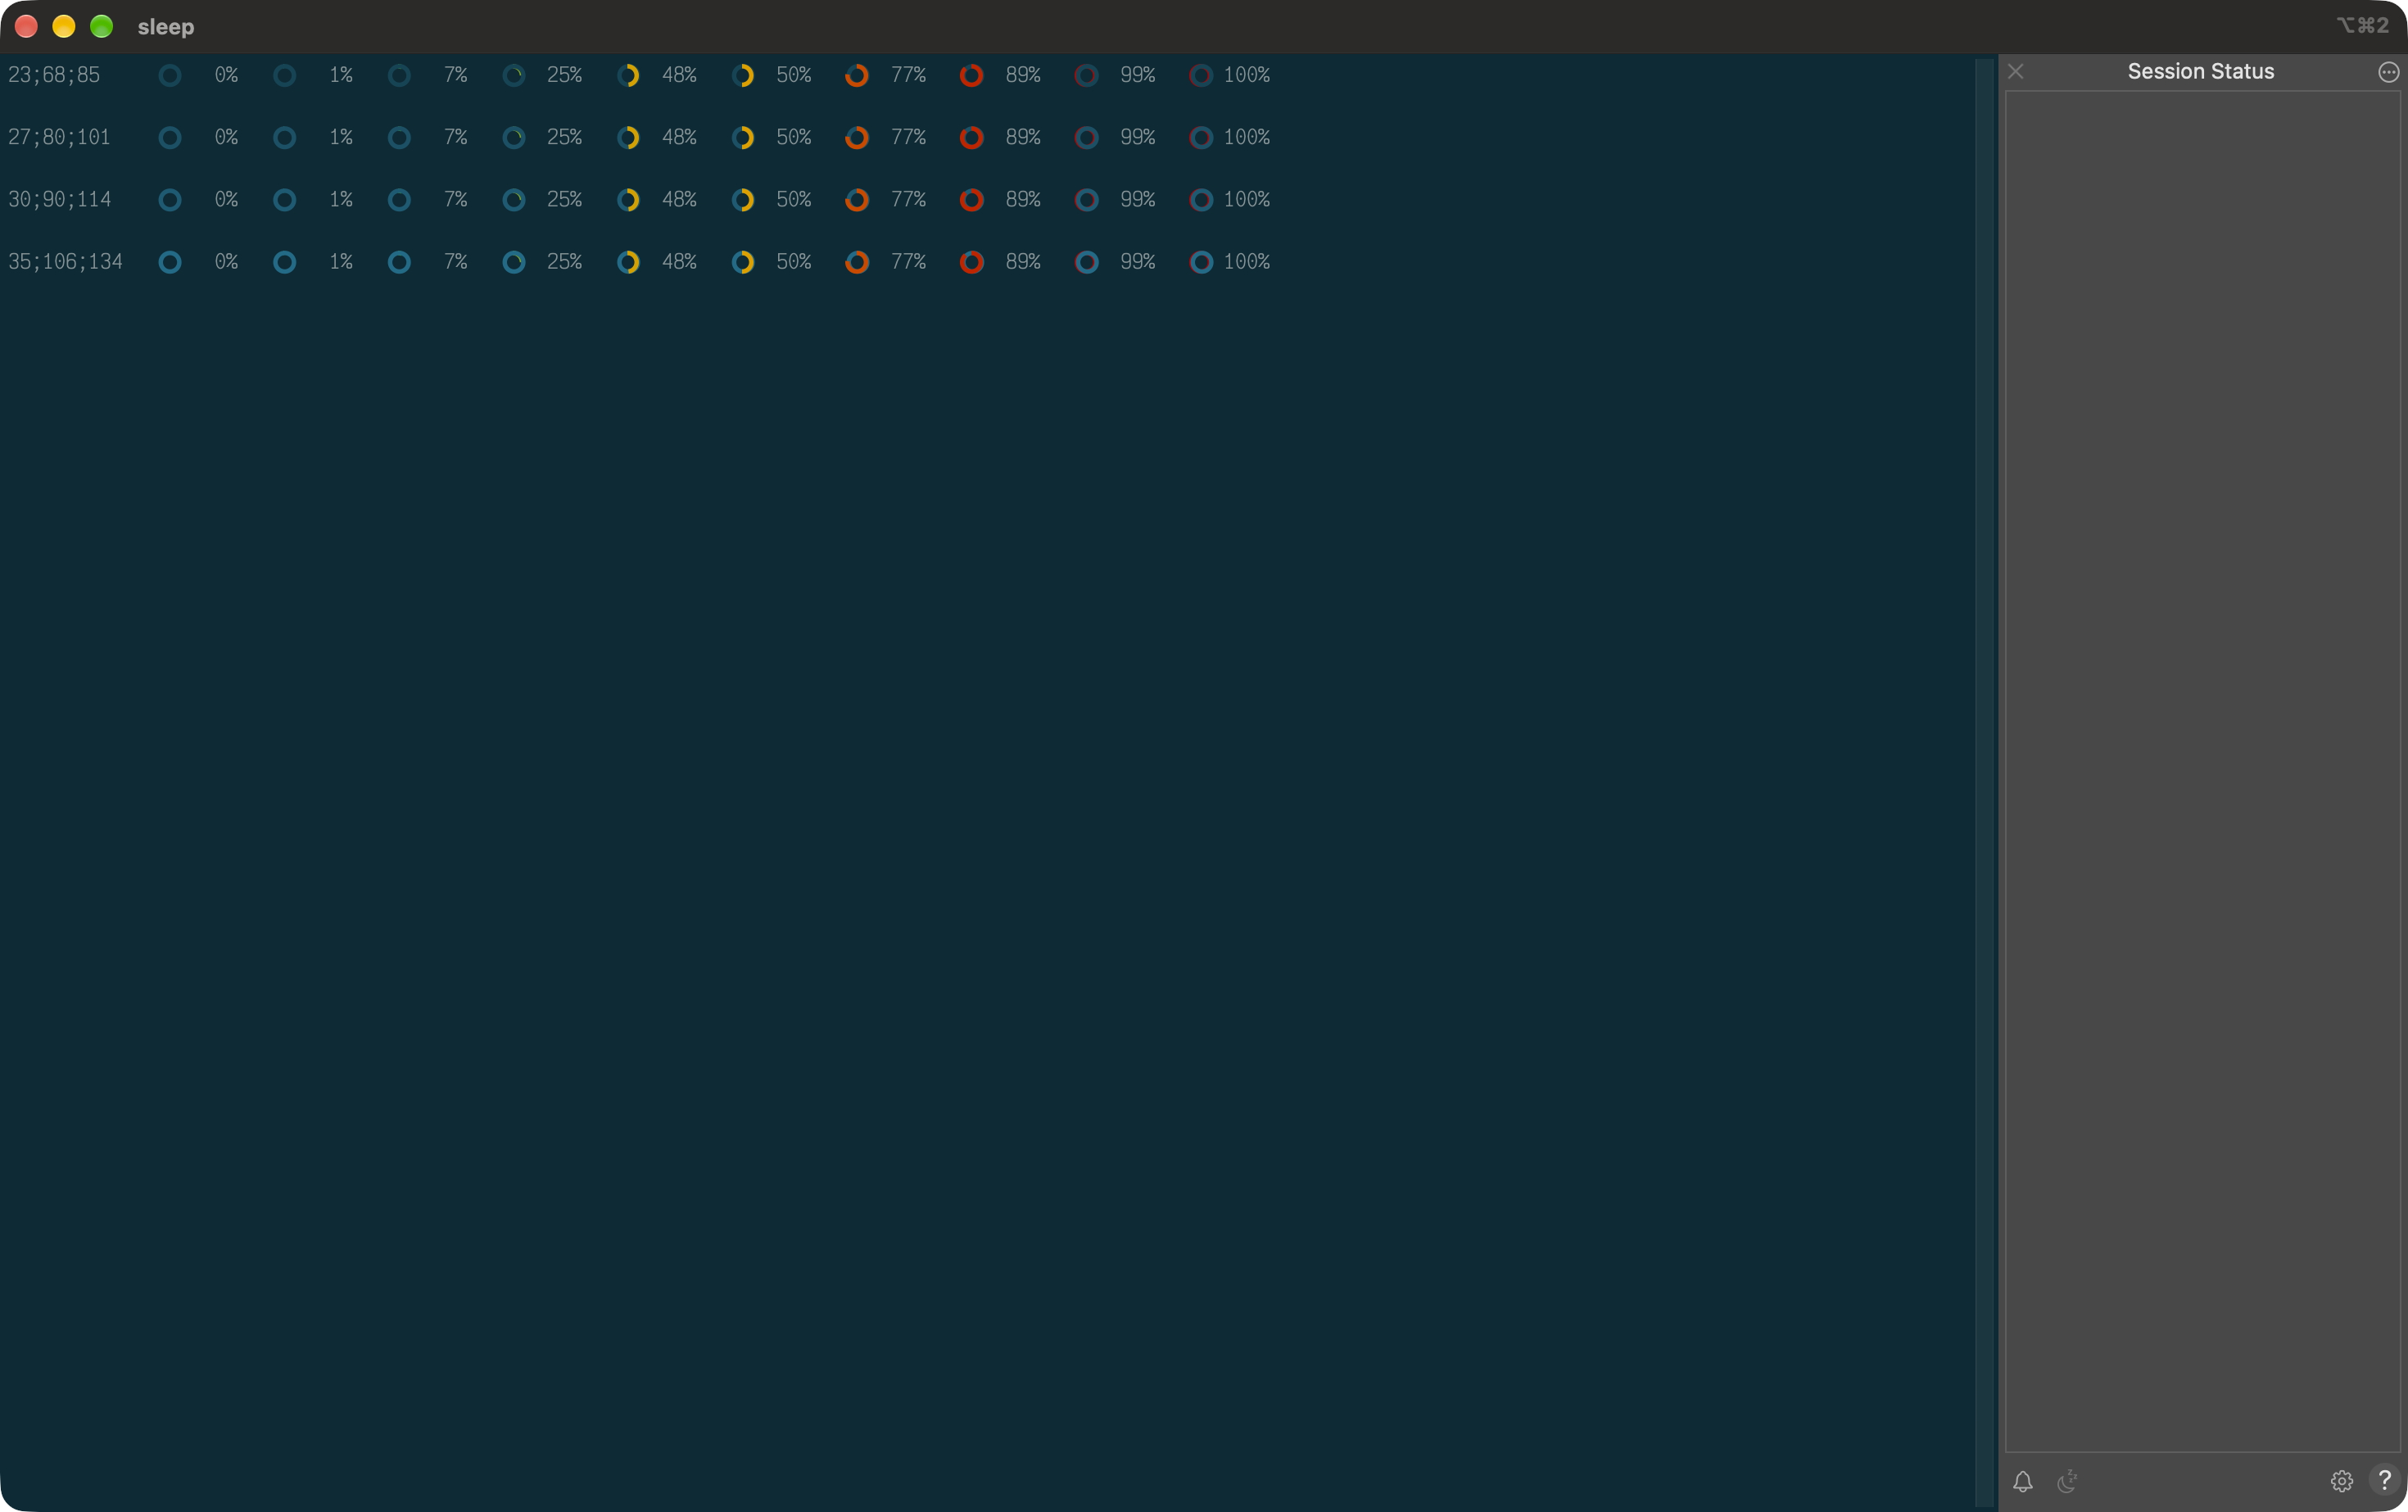 sleep ⌥⌘2
23;68;85 0% 1% 7% 25% 48% 50% 77% 89% 99% 100%
27;80;101 0% 1% 7% 25% 48% 50% 77% 89% 99% 100%
30;90;114 0% 1% 7% 25% 48% 50% 77% 89% 99% 100%
35;106;134 0% 1% 7% 25% 48% 50% 77% 89% 99% 100%
Session Status
?